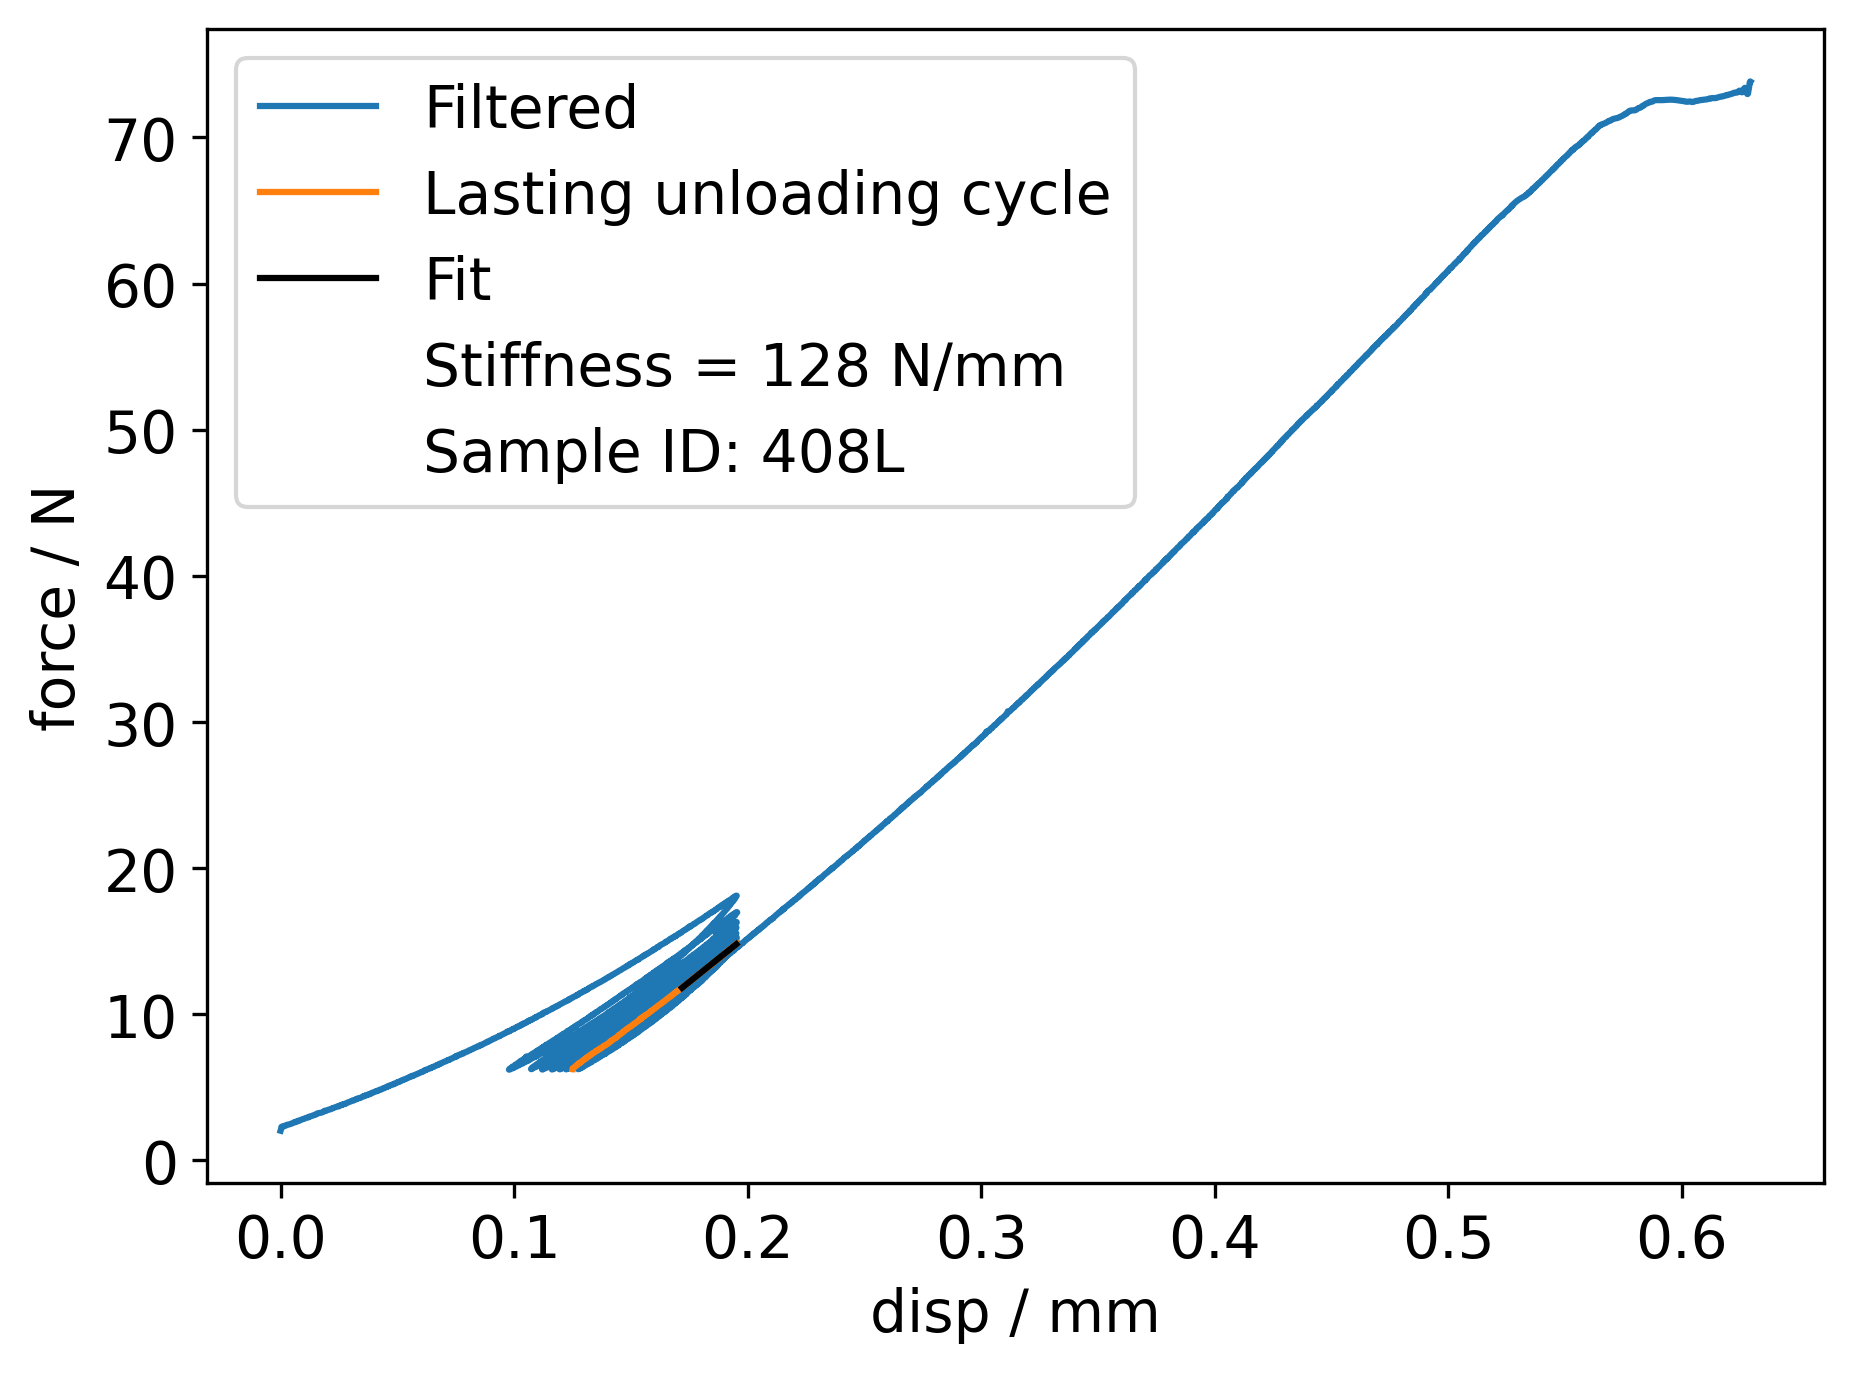 Filtered
Lasting unloading cycle
Fit
Stiffness = 128 N/mm
Sample ID: 408L
force / N
70
60
50
40
30
20
10
0
0.0 0.1 0.2 0.3 0.4 0.5 0.6
disp / mm